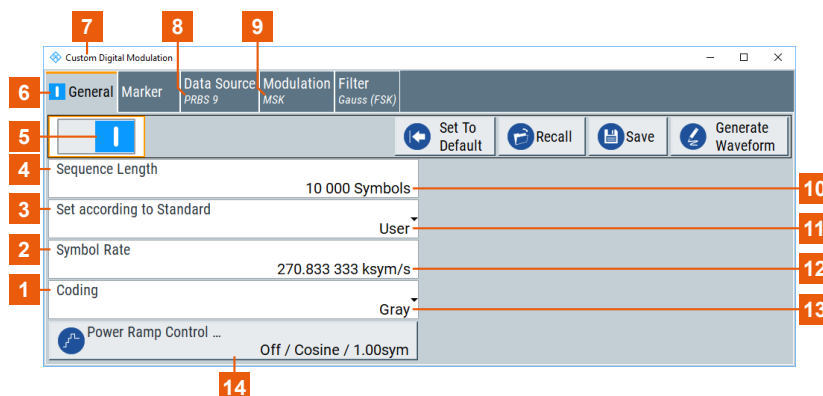 7
8
9
Custom Digital Modulation
6
General
Marker
Data Source
PRBS 9
Modulation
MSK
Filter
Gauss (FSK)
5
Set To
Default
Recall
Save
Generate
Waveform
4
Sequence Length
10 000 Symbols
10
3
Set according to Standard
User
11
2
Symbol Rate
270.833 333 ksym/s
12
1
Coding
Gray
13
Power Ramp Control ...
Off / Cosine / 1.00sym
14